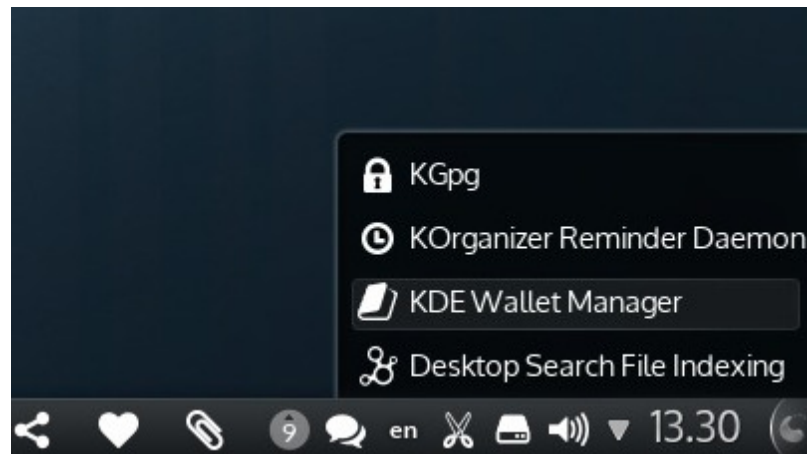 KGpg
KOrganizer Reminder Daemon
KDE Wallet Manager
Desktop Search File Indexing
9 en 13.30